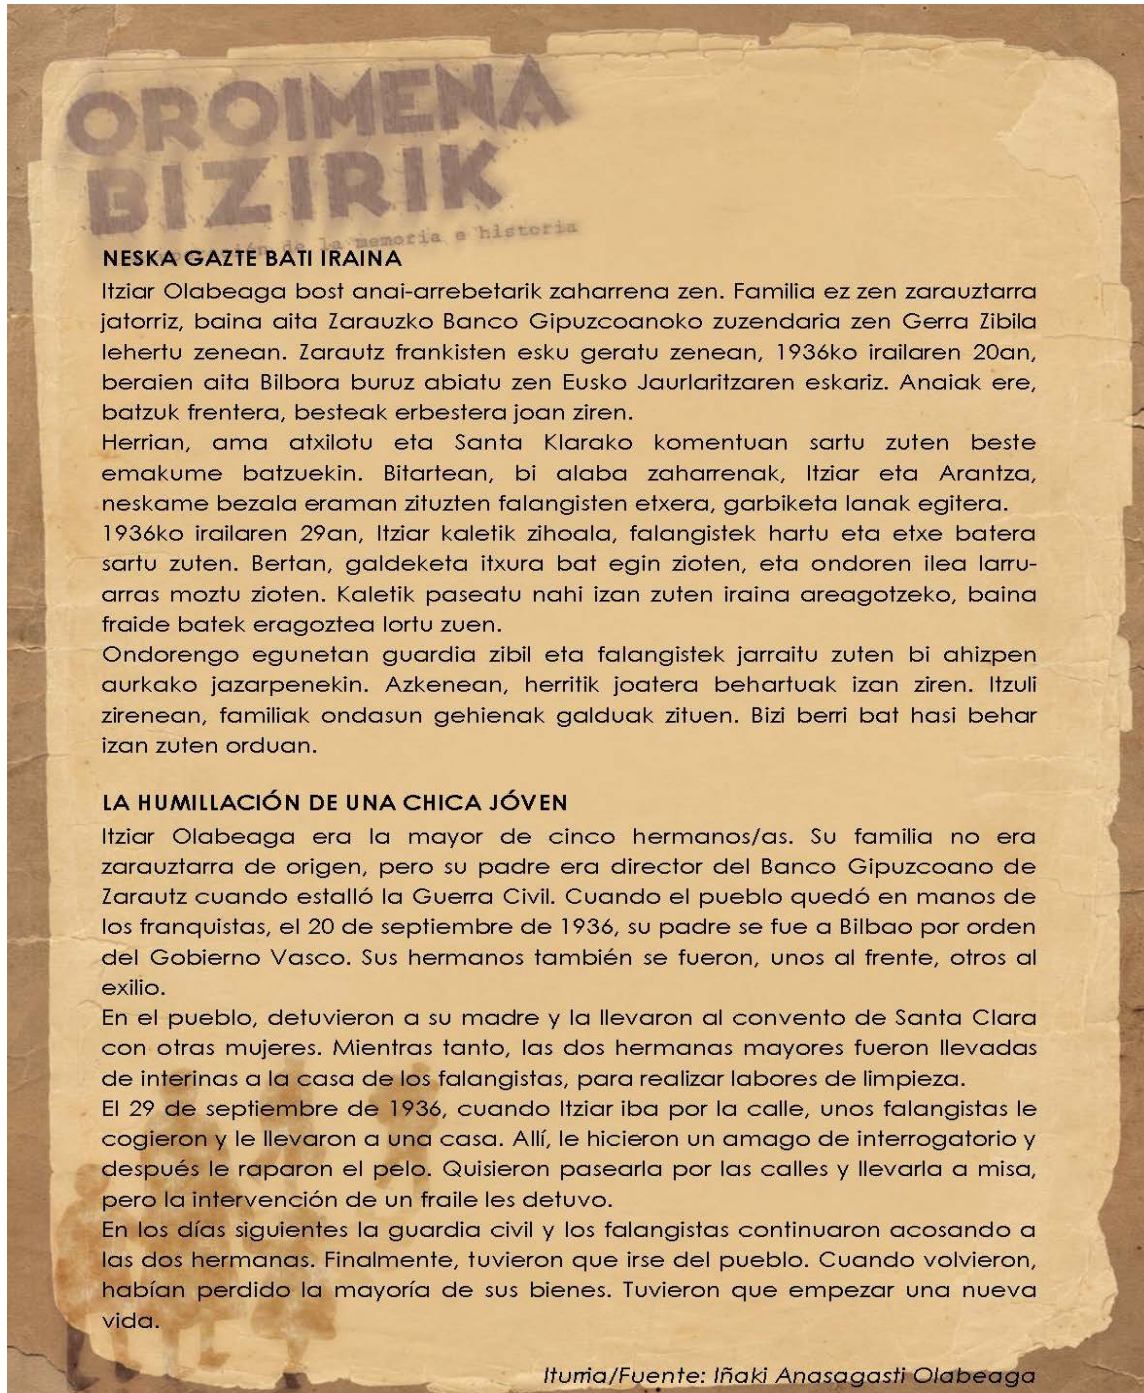 OROIMENA
BIZIRIK
de la memoria e historia
NESKA GAZTE BATI IRAINA
Itziar Olabeaga bost anai-arrebetarik zaharrena zen. Familia ez zen zarauztarra
jatorriz, baina aita Zarauzko Banco Gipuzcoanoko zuzendaria zen Gerra Zibila
lehertu zenean. Zarautz frankisten esku geratu zenean, 1936ko irailaren 20an,
beraien aita Bilbora buruz abiatu zen Eusko Jaurlaritzaren eskariz. Anaiak ere,
batzuk frentera, besteak erbestera joan ziren.
Herrian, ama atxilotu eta Santa Klarako komentuan sartu zuten beste
emakume batzuekin. Bitartean, bi alaba zaharrenak, Itziar eta Arantza,
neskame bezala eraman zituzten falangisten etxera, garbiketa lanak egitera.
1936ko irailaren 29an, Itziar kaletik zihoala, falangistek hartu eta etxe batera
sartu zuten. Bertan, galdeketa itxura bat egin zioten, eta ondoren ilea larru-
arras moztu zioten. Kaletik paseatu nahi izan zuten iraina areagotzeko, baina
fraide batek eragoztea lortu zuen.
Ondorengo egunetan guardia zibil eta falangistek jarraitu zuten bi ahizpen
aurkako jazarpenekin. Azkenean, herritik joatera behartuak izan ziren. Itzuli
zirenean, familiak ondasun gehienak galduak zituen. Bizi berri bat hasi behar
izan zuten orduan.
LA HUMILLACIÓN DE UNA CHICA JÓVEN
Itziar Olabeaga era la mayor de cinco hermanos/as. Su familia no era
zarauztarra de origen, pero su padre era director del Banco Gipuzcoano de
Zarautz cuando estalló la Guerra Civil. Cuando el pueblo quedó en manos de
los franquistas, el 20 de septiembre de 1936, su padre se fue a Bilbao por orden
del Gobierno Vasco. Sus hermanos también se fueron, unos al frente, otros al
exilio.
En el pueblo, detuvieron a su madre y la llevaron al convento de Santa Clara
con otras mujeres. Mientras tanto, las dos hermanas mayores fueron llevadas
de interinas a la casa de los falangistas, para realizar labores de limpieza.
El 29 de septiembre de 1936, cuando Itziar iba por la calle, unos falangistas le
cogieron y le llevaron a una casa. Allí, le hicieron un amago de interrogatorio y
después le raparon el pelo. Quisieron pasearla por las calles y llevarla a misa,
pero la intervención de un fraile les detuvo.
En los días siguientes la guardia civil y los falangistas continuaron acosando a
las dos hermanas. Finalmente, tuvieron que irse del pueblo. Cuando volvieron,
habían perdido la mayoría de sus bienes. Tuvieron que empezar una nueva
vida.
Iturria/Fuente: Iñaki Anasagasti Olabeaga